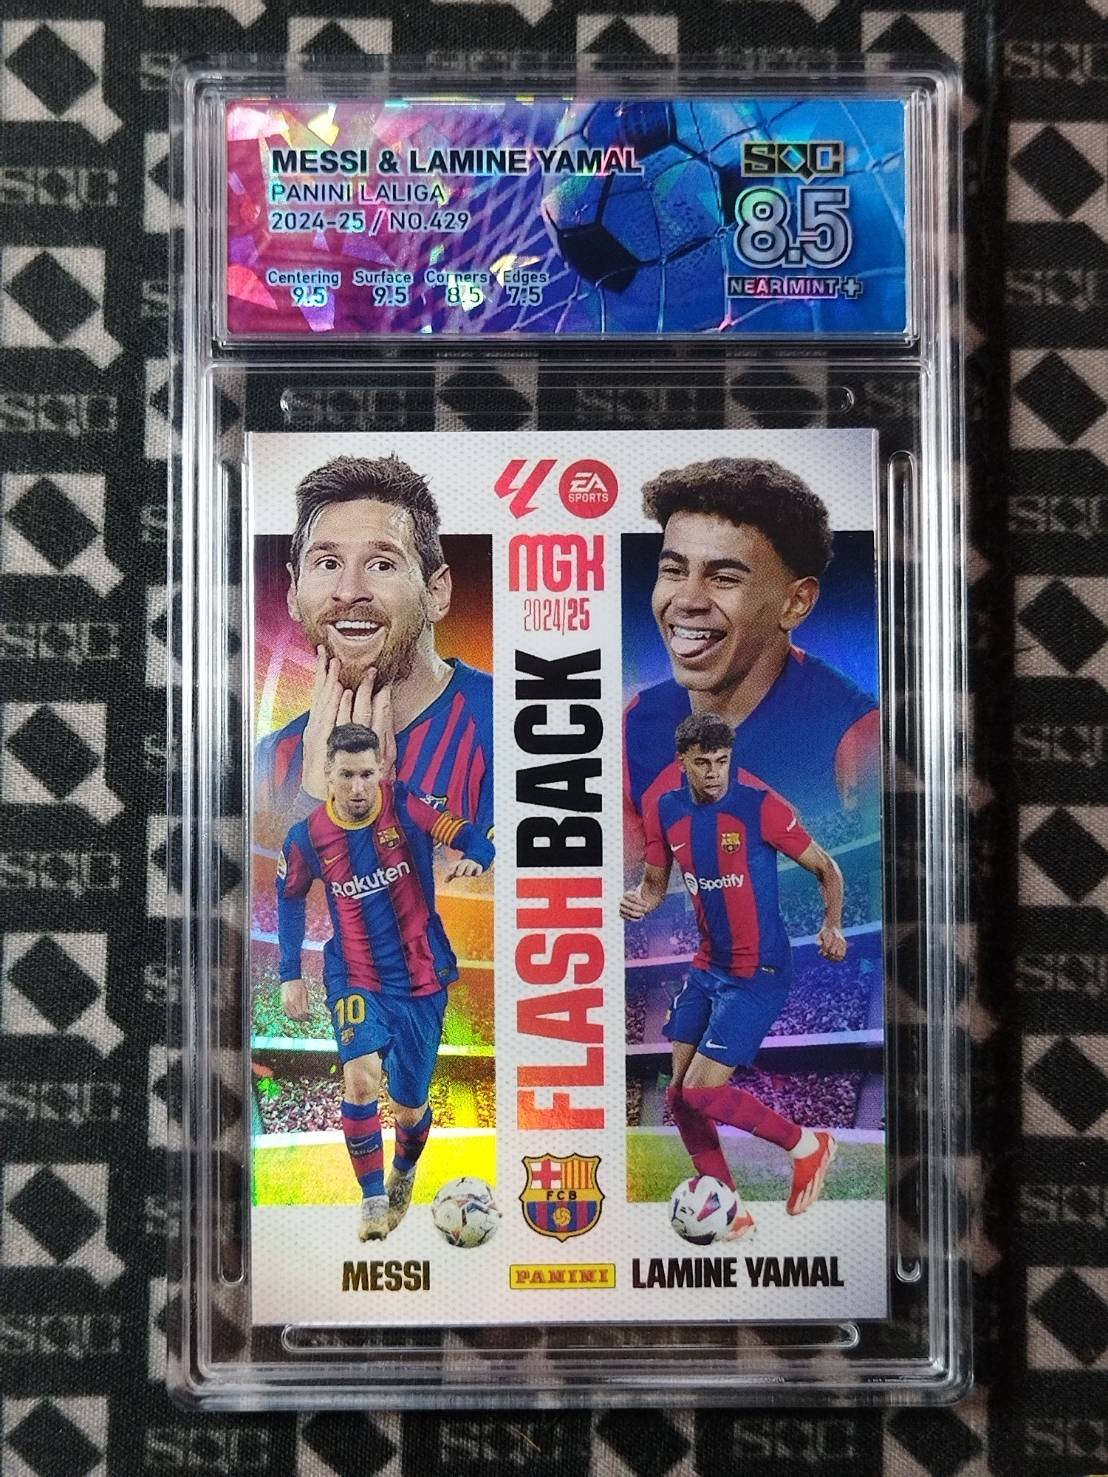 MESSI & LAMINE YAMAL
PANINI LALIGA
2024-25 / NO.429
Centering Surface Corners Edges
9.5 9.5 8.5 7.5
SQC
8.5
NEAR MINT+
EA
SPORTS
MGK
2024/25
FLASHBACK
Rakuten
10
Spotify
FCB
MESSI
PANINI
LAMINE YAMAL
SQC